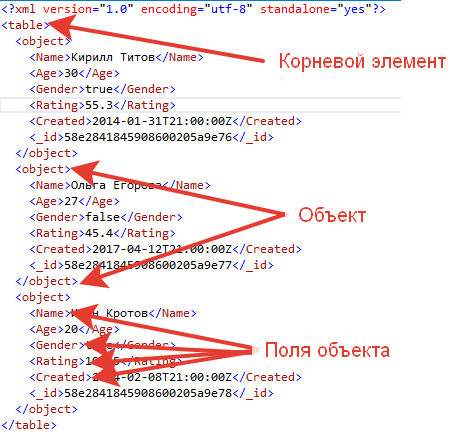 <?xml version="1.0" encoding="utf-8" standalone="yes"?>
<table>
<object>
<Name>Кирилл Титов</Name>
<Age>30</Age>
<Gender>true</Gender>
<Rating>55.3</Rating>
<Created>2014-01-31T21:00:00Z</Created>
<_id>58e2841845908600205a9e76</_id>
</object>
<object>
<Name>Ольга Егорова</Name>
<Age>27</Age>
<Gender>false</Gender>
<Rating>45.4</Rating>
<Created>2017-04-12T21:00:00Z</Created>
<_id>58e2841845908600205a9e77</_id>
</object>
<object>
<Name> Кротов</Name>
<Age>20</Age>
<Gender></Gender>
<Rating></Rating>
<Created>-02-08T21:00:00Z</Created>
<_id>58e2841845908600205a9e78</_id>
</object>
</table>
Корневой элемент
Объект
Поля объекта